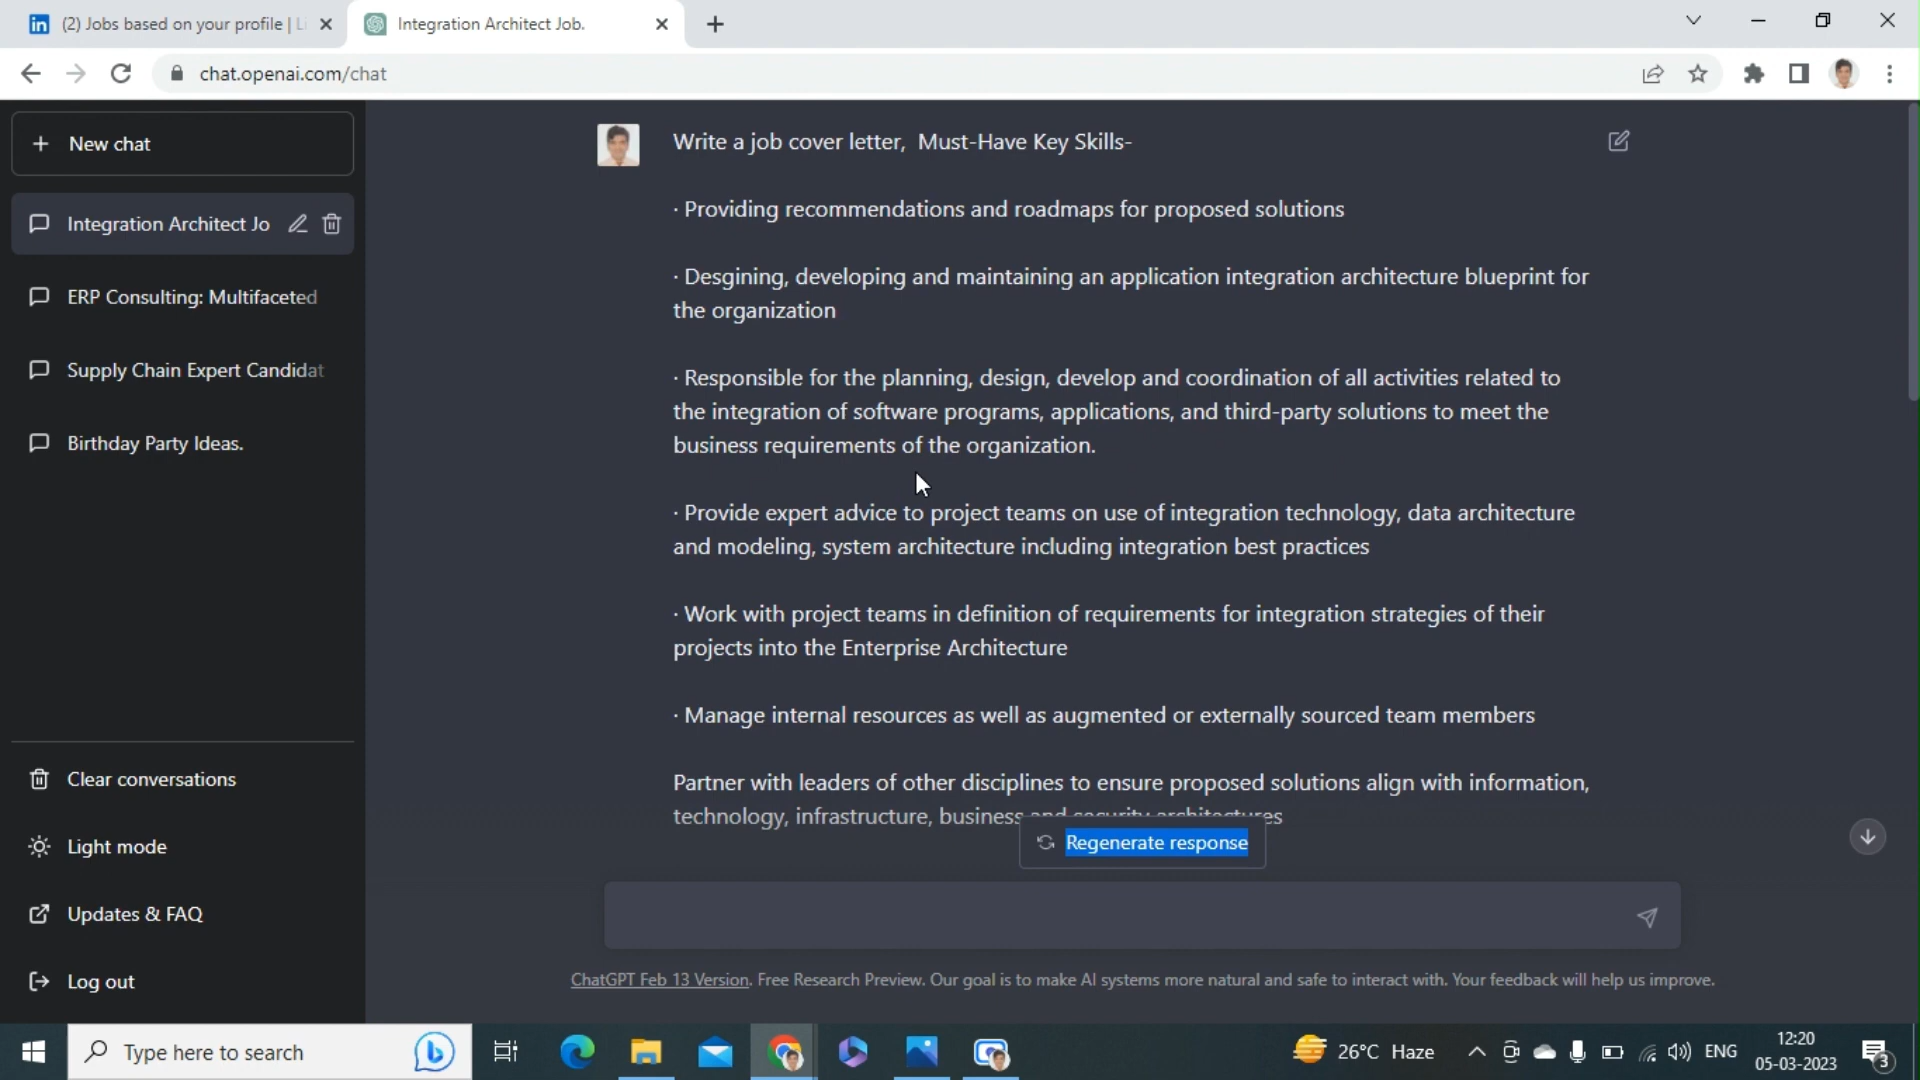 (2) Jobs based on your profile | Li
Integration Architect Job.
chat.openai.com/chat
New chat
Integration Architect Jo
ERP Consulting: Multifaceted
Supply Chain Expert Candidat
Birthday Party Ideas.
Clear conversations
Light mode
Updates & FAQ
Log out
Write a job cover letter,  Must-Have Key Skills-
· Providing recommendations and roadmaps for proposed solutions
· Desgining, developing and maintaining an application integration architecture blueprint for
the organization
· Responsible for the planning, design, develop and coordination of all activities related to
the integration of software programs, applications, and third-party solutions to meet the
business requirements of the organization.
· Provide expert advice to project teams on use of integration technology, data architecture
and modeling, system architecture including integration best practices
· Work with project teams in definition of requirements for integration strategies of their
projects into the Enterprise Architecture
· Manage internal resources as well as augmented or externally sourced team members
Partner with leaders of other disciplines to ensure proposed solutions align with information,
technology, infrastructure, business and security architectures
Regenerate response
ChatGPT Feb 13 Version. Free Research Preview. Our goal is to make AI systems more natural and safe to interact with. Your feedback will help us improve.
Type here to search
26°C Haze
ENG
12:20
05-03-2023
3